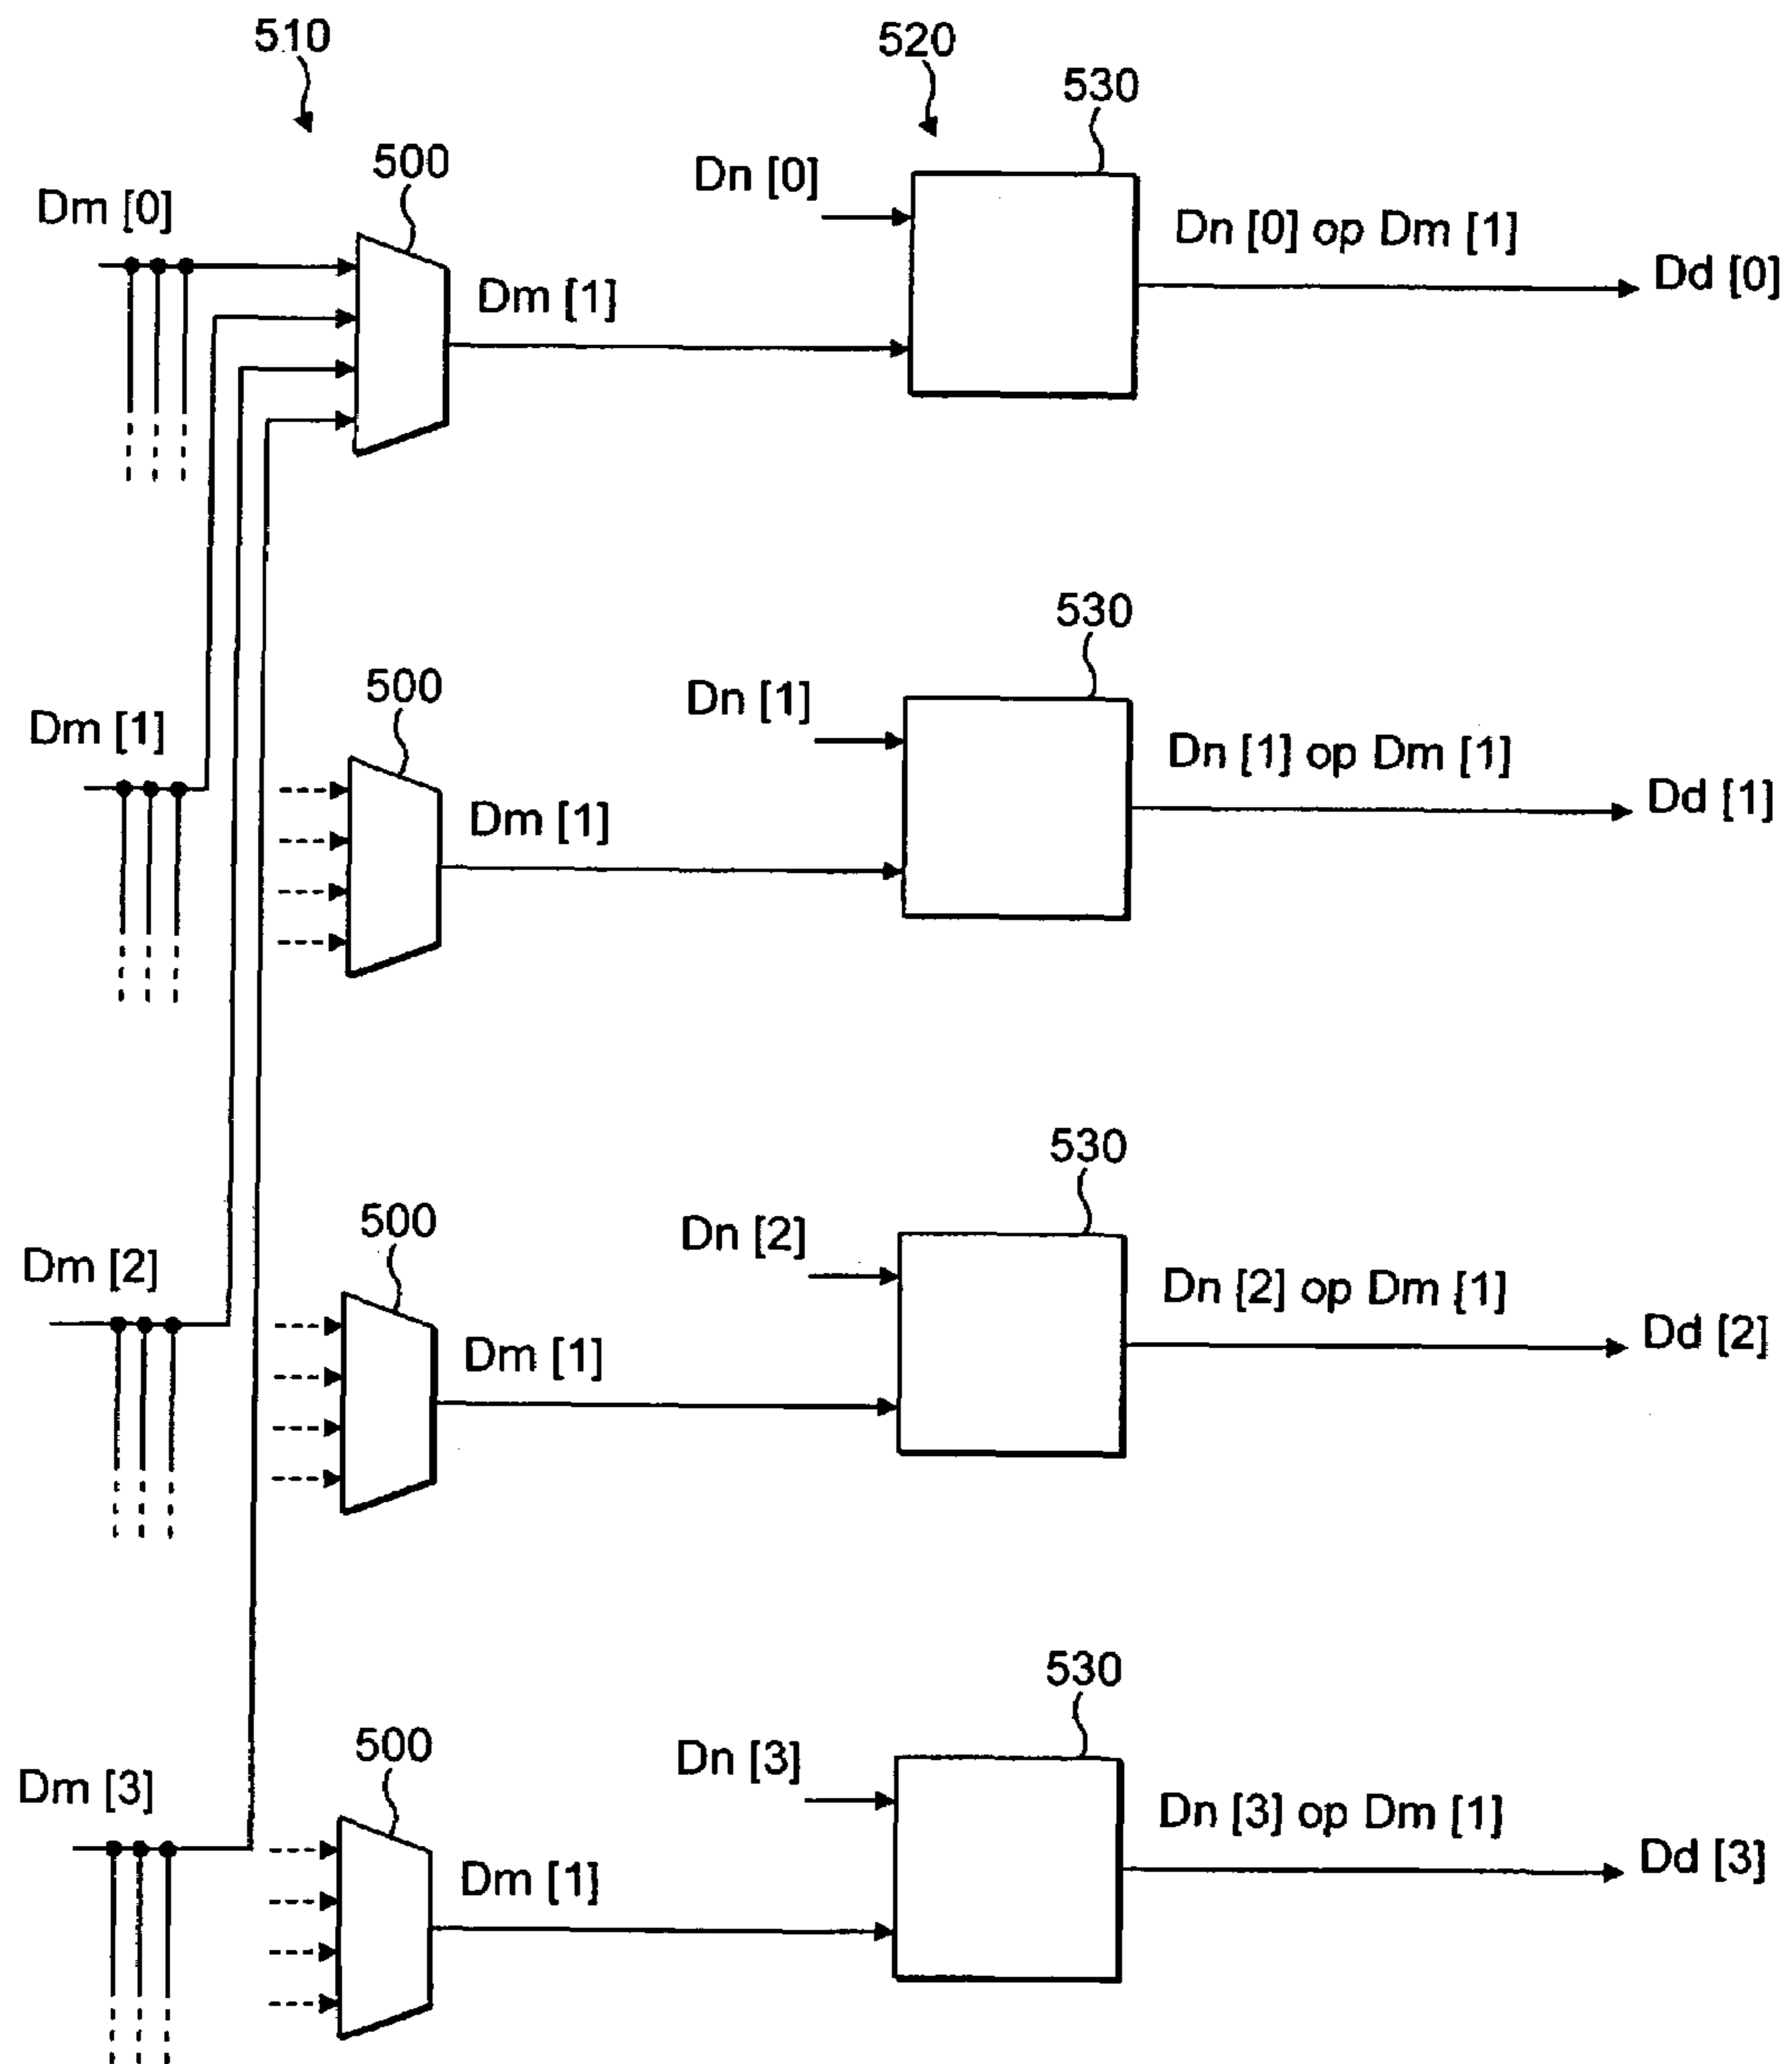 510
520
530
500
Dm [0]
Dn [0]
Dn [0] op Dm [1]
Dm [1]
Dd [0]
530
500
Dm [1]
Dn [1]
Dn [1] op Dm [1]
Dm [1]
Dd [1]
530
500
Dm [2]
Dn [2]
Dn [2] op Dm [1]
Dm [1]
Dd [2]
530
500
Dm [3]
Dn [3]
Dn [3] op Dm [1]
Dm [1]
Dd [3]